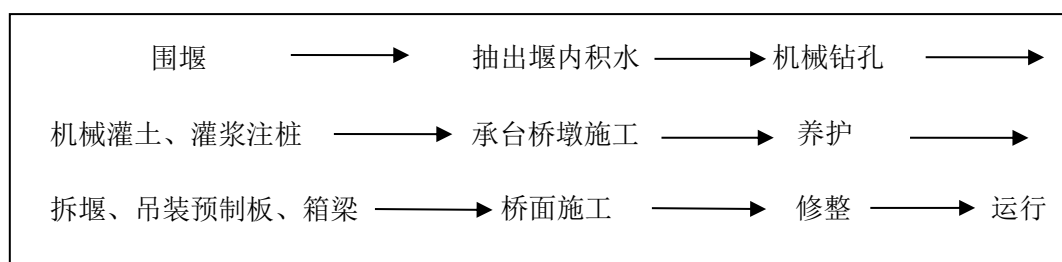 围堰 抽出堰内积水 机械钻孔
机械灌土、灌浆注桩 承台桥墩施工 养护
拆堰、吊装预制板、箱梁 桥面施工 修整 运行